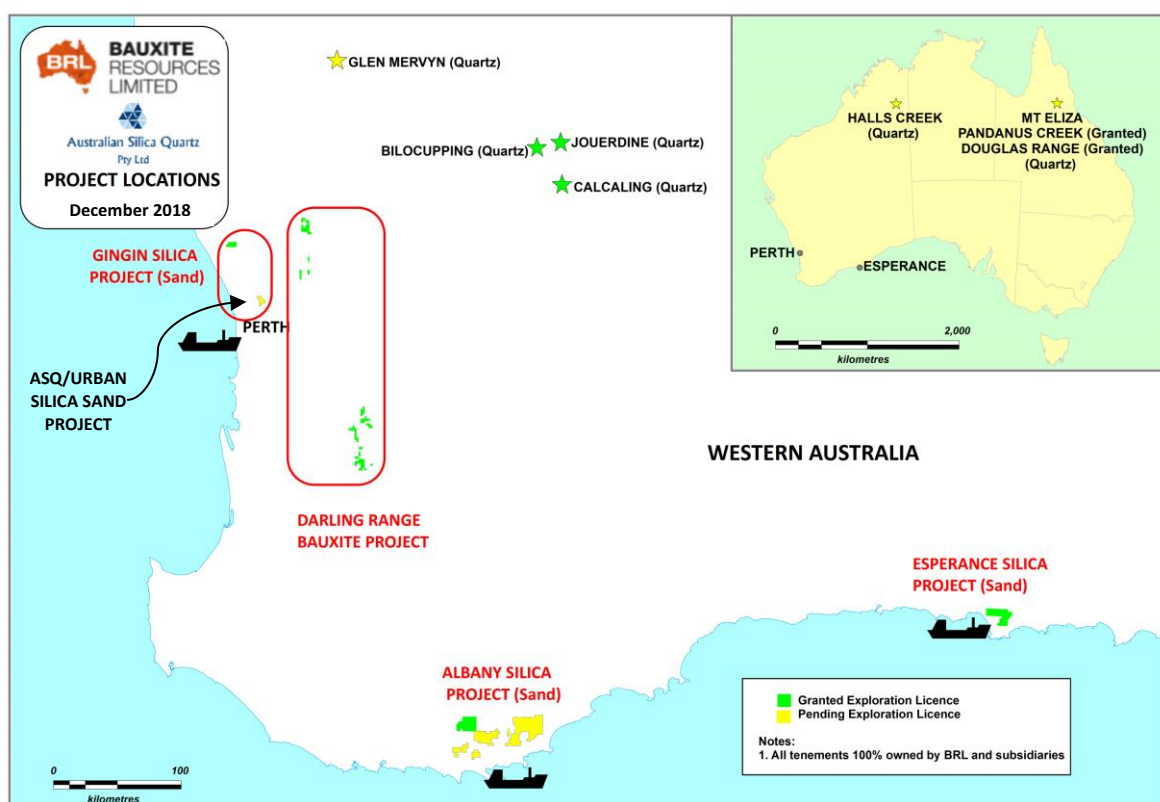 BRL
BAUXITE
RESOURCES
LIMITED
Australian Silica Quartz
Pty Ltd
PROJECT LOCATIONS
December 2018
GLEN MERVYN (Quartz)
BILOCUPPING (Quartz)
JOUERDINE (Quartz)
CALCALING (Quartz)
GINGIN SILICA
PROJECT (Sand)
PERTH
ASQ/URBAN
SILICA SAND
PROJECT
DARLING RANGE
BAUXITE PROJECT
WESTERN AUSTRALIA
HALLS CREEK
(Quartz)
MT ELIZA
PANDANUS CREEK (Granted)
DOUGLAS RANGE (Granted)
(Quartz)
PERTH
ESPERANCE
0 2,000
kilometres
ESPERANCE SILICA
PROJECT (Sand)
ALBANY SILICA
PROJECT (Sand)
Granted Exploration Licence
Pending Exploration Licence
Notes:
1. All tenements 100% owned by BRL and subsidiaries
0 100
kilometres